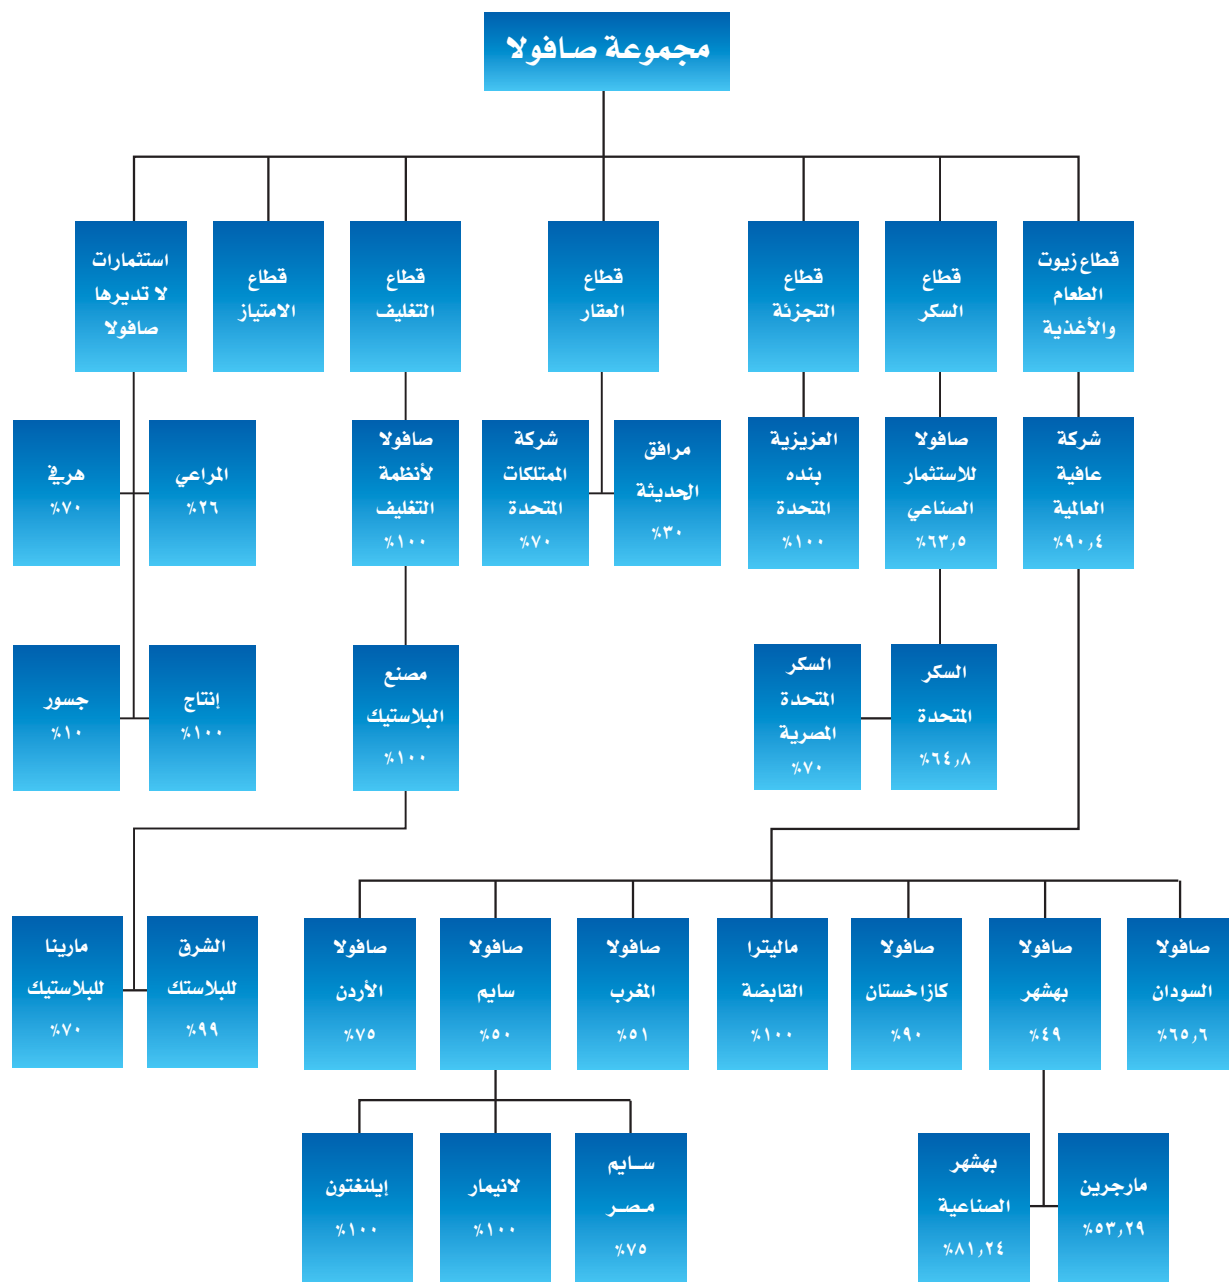 مجموعة صافولا
قطاع زيوت
الطعام
والأغذية
قطاع
السكر
قطاع
التجزئة
قطاع
العقار
قطاع
التغليف
قطاع
الامتياز
استثمارات
لا تديرها
صافولا
شركة
عافية
العالمية
٩٠,٤٪
صافولا
للاستثمار
الصناعي
٦٣,٥٪
العزيزية
بنده
المتحدة
١٠٠٪
مرافق
الحديثة
٣٠٪
شركة
الممتلكات
المتحدة
٧٠٪
صافولا
لأنظمة
التغليف
١٠٠٪
المراعي
٢٦٪
هرفي
٧٠٪
السكر
المتحدة
٦٤,٨٪
السكر
المتحدة
المصرية
٧٠٪
مصنع
البلاستيك
١٠٠٪
إنتاج
١٠٠٪
جسور
١٠٪
صافولا
السودان
٦٥,٦٪
صافولا
بهشهر
٤٩٪
صافولا
كازاخستان
٩٠٪
ماليترا
القابضة
١٠٠٪
صافولا
المغرب
٥١٪
صافولا
سايم
٥٠٪
صافولا
الأردن
٧٥٪
الشرق
للبلاستك
٩٩٪
مارينا
للبلاستيك
٧٠٪
مارجرين
٥٣,٢٩٪
بهشهر
الصناعية
٨١,٢٤٪
سـايم
مـصـر
٧٥٪
لانيمار
١٠٠٪
إيلنغتون
١٠٠٪